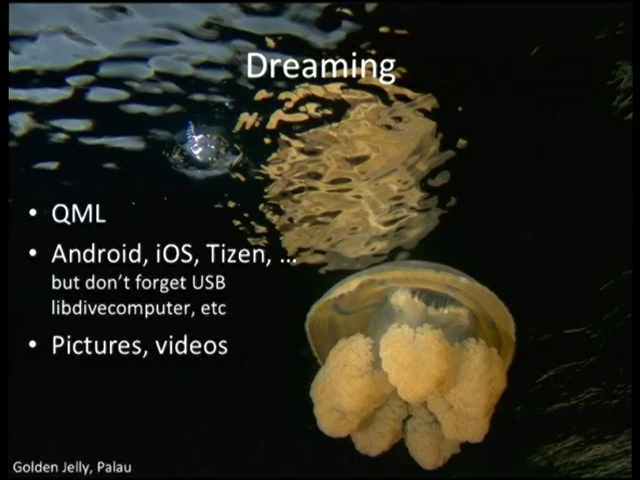 Dreaming
• QML
• Android, iOS, Tizen, ...
but don't forget USB
libdivecomputer, etc
• Pictures, videos
Golden Jelly, Palau